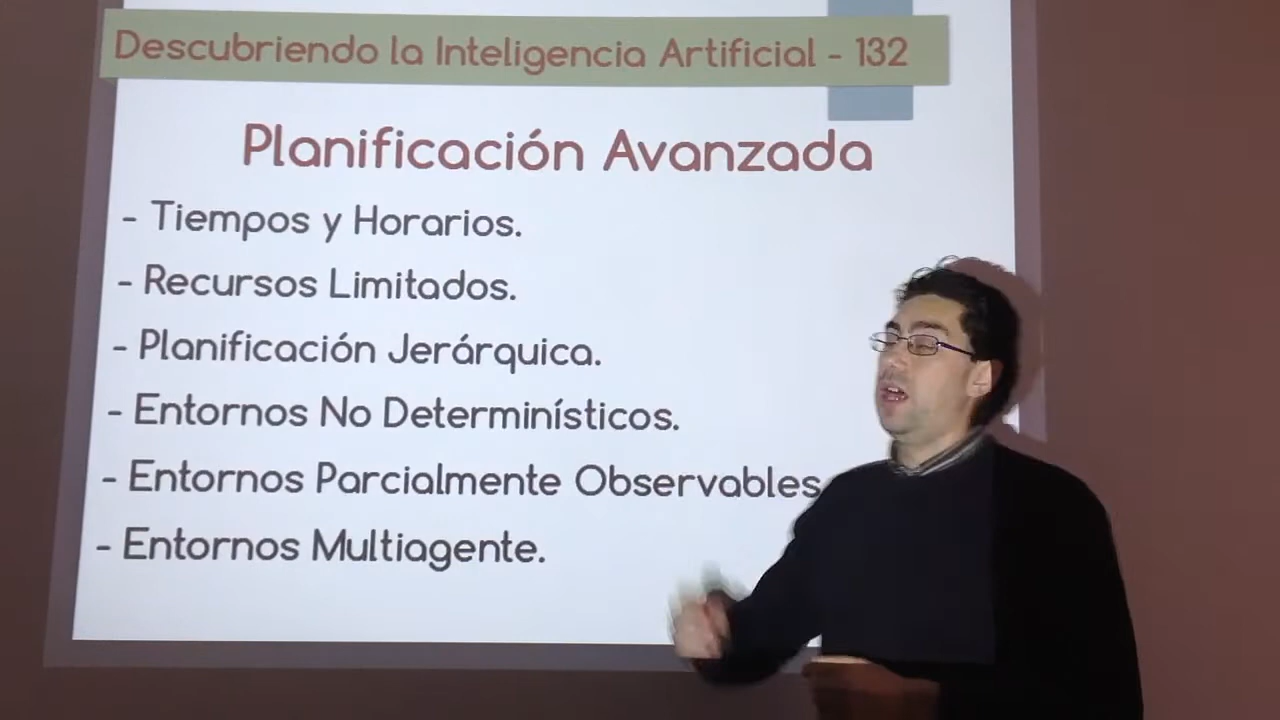 Descubriendo la Inteligencia Artificial - 132
Planificación Avanzada
- Tiempos y Horarios.
- Recursos Limitados.
- Planificación Jerárquica.
- Entornos No Determinísticos.
- Entornos Parcialmente Observables
- Entornos Multiagente.